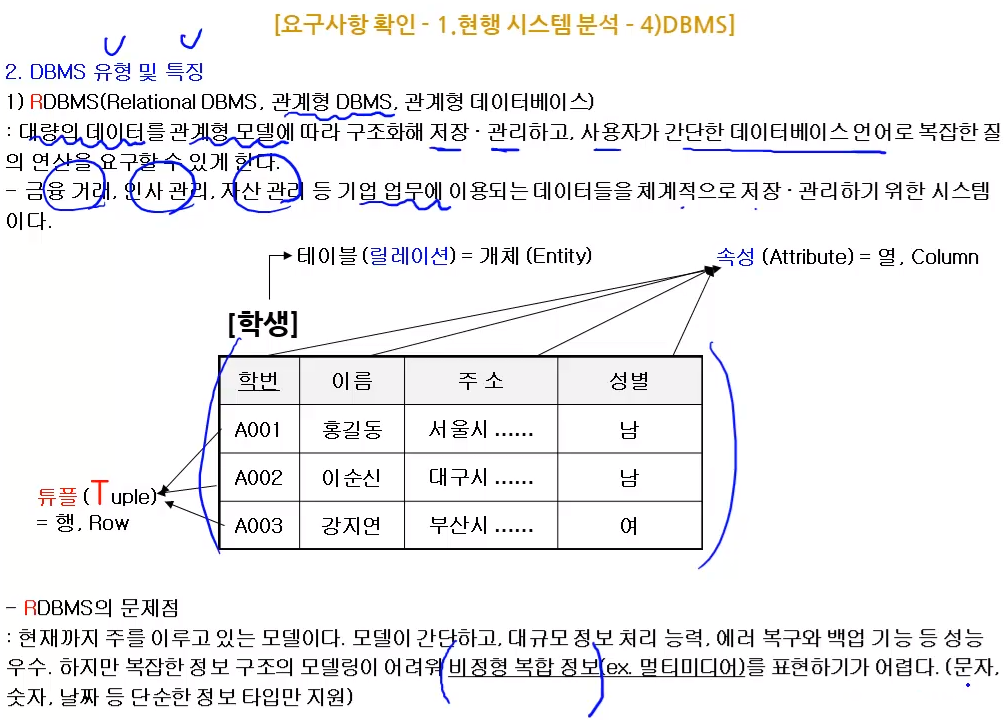 [요구사항 확인 - 1.현행 시스템 분석 - 4)DBMS]
2. DBMS 유형 및 특징
1) RDBMS(Relational DBMS, 관계형 DBMS, 관계형 데이터베이스)
: 대량의 데이터를 관계형 모델에 따라 구조화해 저장·관리하고, 사용자가 간단한 데이터베이스 언어로 복잡한 질
의 연산을 요구할 수 있게 한다.
- 금융 거래, 인사 관리, 자산 관리 등 기업 업무에 이용되는 데이터들을 체계적으로 저장·관리하기 위한 시스템
이다.
테이블(릴레이션) = 개체 (Entity)
속성 (Attribute) = 열, Column
[학생]
학번 이름 주 소 성별
A001 홍길동 서울시 ...... 남
A002 이순신 대구시 ...... 남
A003 강지연 부산시 ...... 여
튜플 (Tuple)
= 행, Row
- RDBMS의 문제점
: 현재까지 주를 이루고 있는 모델이다. 모델이 간단하고, 대규모 정보 처리 능력, 에러 복구와 백업 기능 등 성능
우수. 하지만 복잡한 정보 구조의 모델링이 어려워 비정형 복합 정보(ex. 멀티미디어)를 표현하기가 어렵다. (문자,
숫자, 날짜 등 단순한 정보 타입만 지원)